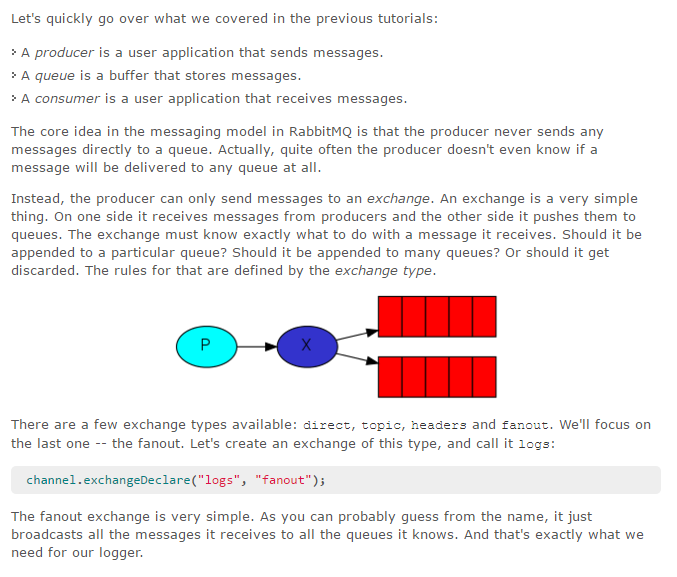 Let's quickly go over what we covered in the previous tutorials:
A producer is a user application that sends messages.
A queue is a buffer that stores messages.
A consumer is a user application that receives messages.
The core idea in the messaging model in RabbitMQ is that the producer never sends any
messages directly to a queue. Actually, quite often the producer doesn't even know if a
message will be delivered to any queue at all.
Instead, the producer can only send messages to an exchange. An exchange is a very simple
thing. On one side it receives messages from producers and the other side it pushes them to
queues. The exchange must know exactly what to do with a message it receives. Should it be
appended to a particular queue? Should it be appended to many queues? Or should it get
discarded. The rules for that are defined by the exchange type.
P
X
There are a few exchange types available: direct, topic, headers and fanout. We'll focus on
the last one -- the fanout. Let's create an exchange of this type, and call it logs:
channel.exchangeDeclare("logs", "fanout");
The fanout exchange is very simple. As you can probably guess from the name, it just
broadcasts all the messages it receives to all the queues it knows. And that's exactly what we
need for our logger.